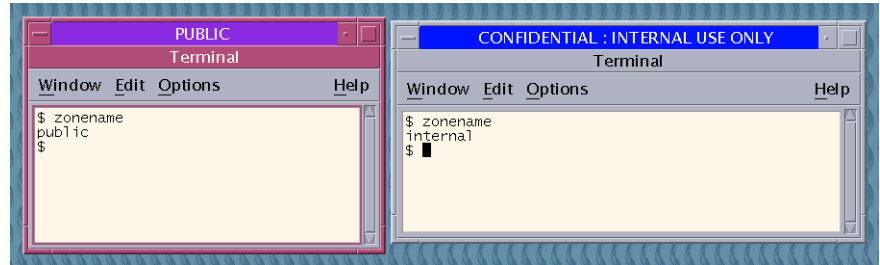 PUBLIC
Terminal
Window Edit Options Help
$ zonename
public
$
CONFIDENTIAL : INTERNAL USE ONLY
Terminal
Window Edit Options Help
$ zonename
internal
$